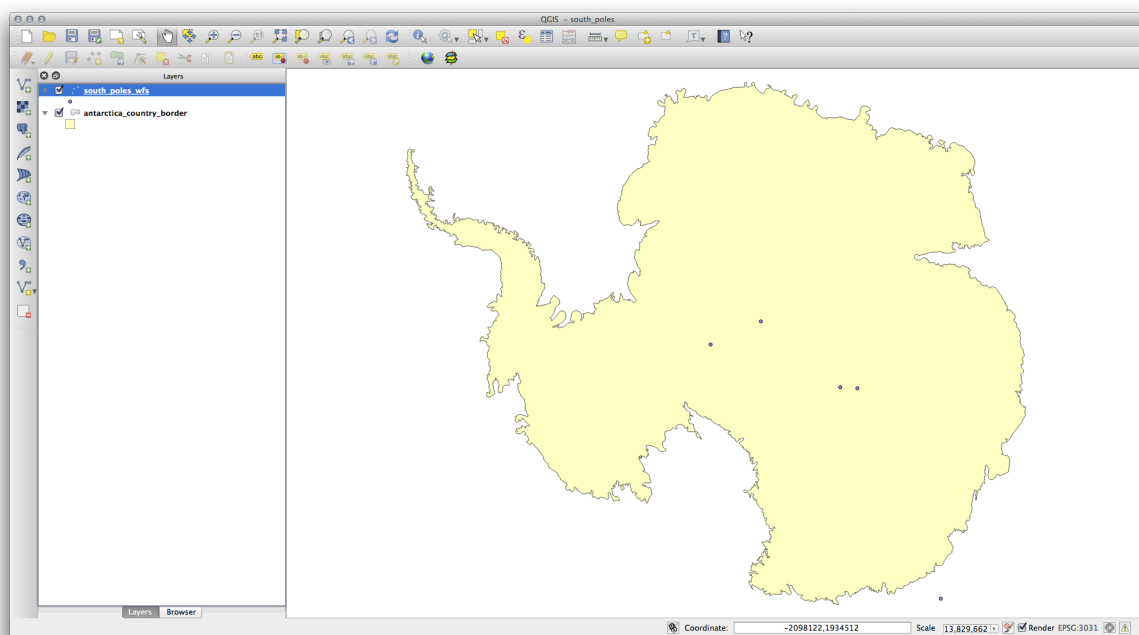 QGIS – south_poles
Layers
south_poles_wfs
antarctica_country_border
Layers Browser
Coordinate: -2098122,1934512 Scale 13,829,662 Render EPSG:3031